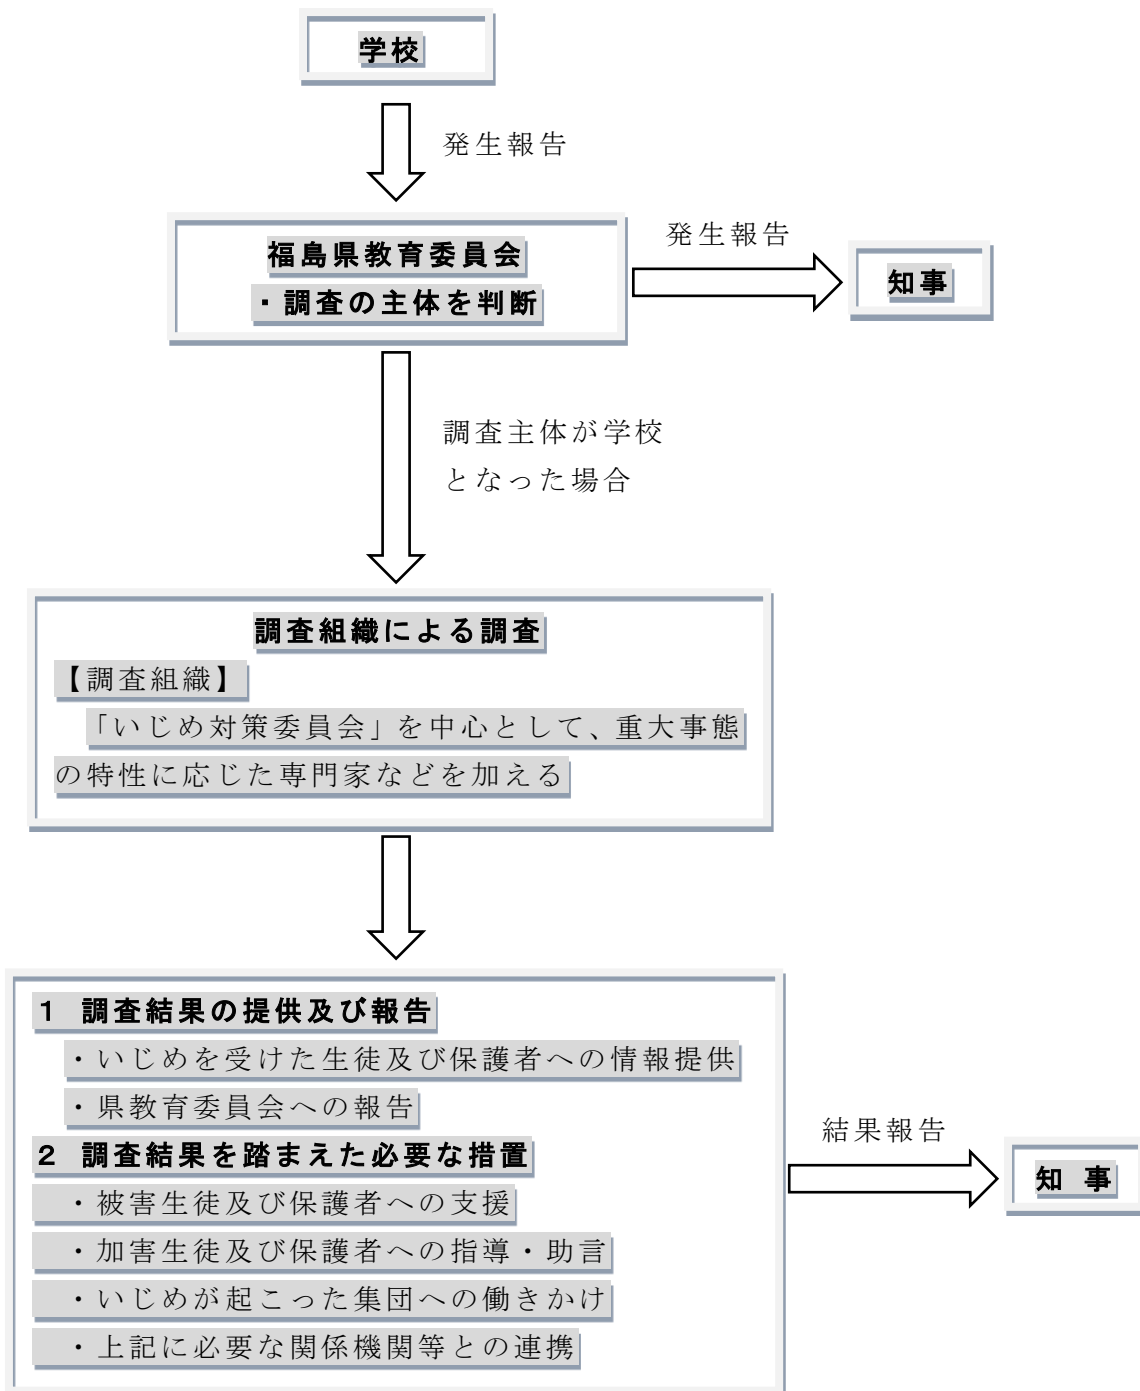 学校
発生報告
福島県教育委員会
・調査の主体を判断
発生報告
知事
調査主体が学校
となった場合
調査組織による調査
【調査組織】
「いじめ対策委員会」を中心として、重大事態
の特性に応じた専門家などを加える
1 調査結果の提供及び報告
・いじめを受けた生徒及び保護者への情報提供
・県教育委員会への報告
2 調査結果を踏まえた必要な措置
・被害生徒及び保護者への支援
・加害生徒及び保護者への指導・助言
・いじめが起こった集団への働きかけ
・上記に必要な関係機関等との連携
結果報告
知 事